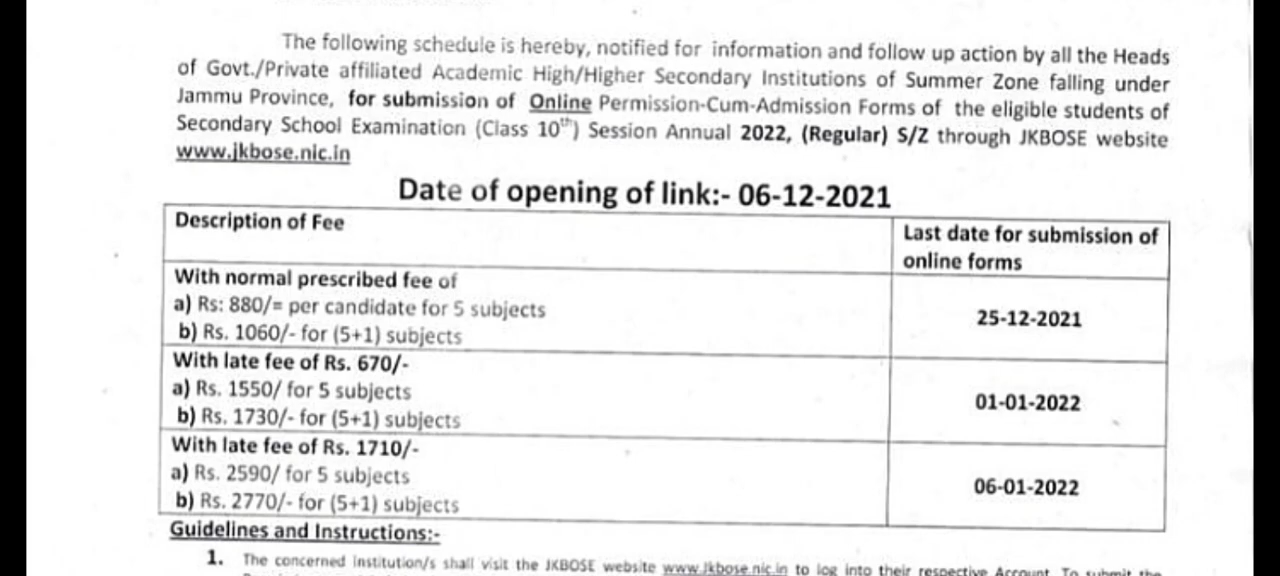 The following schedule is hereby, notified for information and follow up action by all the Heads
of Govt./Private affiliated Academic High/Higher Secondary Institutions of Summer Zone falling under
Jammu Province, for submission of Online Permission-Cum-Admission Forms of the eligible students of
Secondary School Examination (Class 10th) Session Annual 2022, (Regular) S/Z through JKBOSE website
www.jkbose.nic.in
Date of opening of link:- 06-12-2021
Description of Fee
Last date for submission of
online forms
With normal prescribed fee of
a) Rs: 880/= per candidate for 5 subjects
b) Rs. 1060/- for (5+1) subjects
25-12-2021
With late fee of Rs. 670/-
a) Rs. 1550/ for 5 subjects
b) Rs. 1730/- for (5+1) subjects
01-01-2022
With late fee of Rs. 1710/-
a) Rs. 2590/ for 5 subjects
b) Rs. 2770/- for (5+1) subjects
06-01-2022
Guidelines and Instructions:-
1. The concerned institution/s shall visit the JKBOSE website www.jkbose.nic.in to log into their respective Account. To submit the